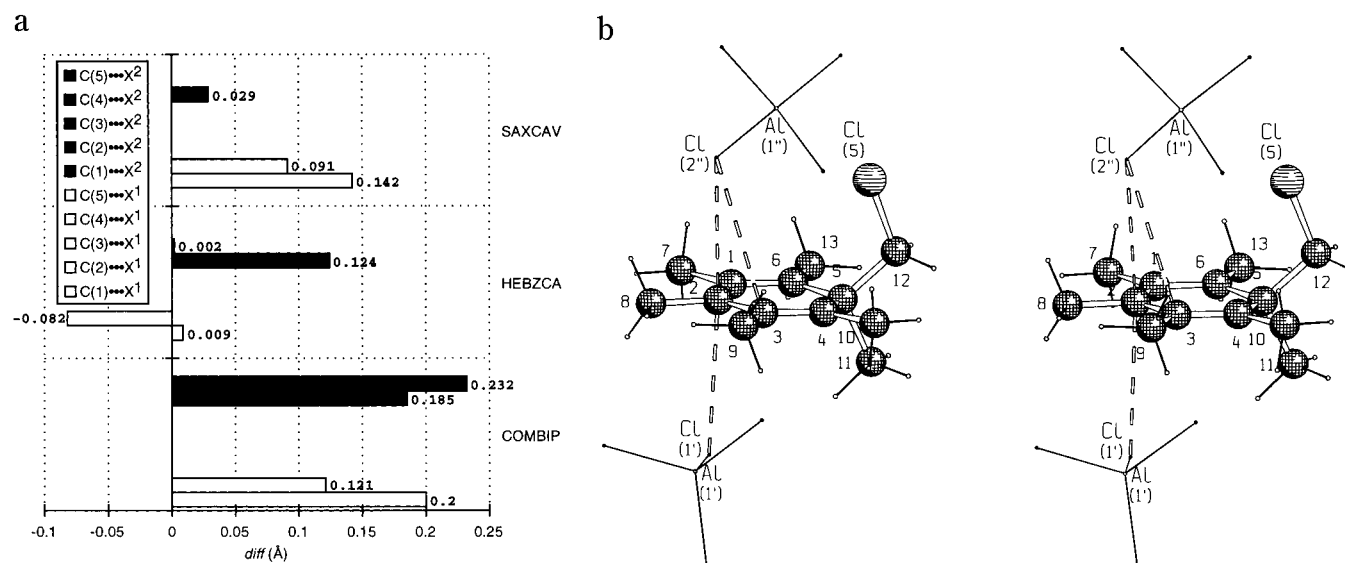 a
C(5)•••X2
C(4)•••X2
C(3)•••X2
C(2)•••X2
C(1)•••X2
C(5)•••X1
C(4)•••X1
C(3)•••X1
C(2)•••X1
C(1)•••X1
0.029
SAXCAV
0.091
0.142
0.002
0.124
HEBZCA
-0.082
0.009
0.232
0.185
COMBIP
0.121
0.2
-0.1 -0.05 0 0.05 0.1 0.15 0.2 0.25
diff (Å)
b
Al
(1'')
Cl
(2'')
Cl
(5)
7
1
6
13
5
12
8
2
9
3
4
10
11
Cl
(1')
Al
(1')
Al
(1'')
Cl
(2'')
Cl
(5)
7
1
6
13
5
12
8
2
9
3
4
10
11
Cl
(1')
Al
(1')